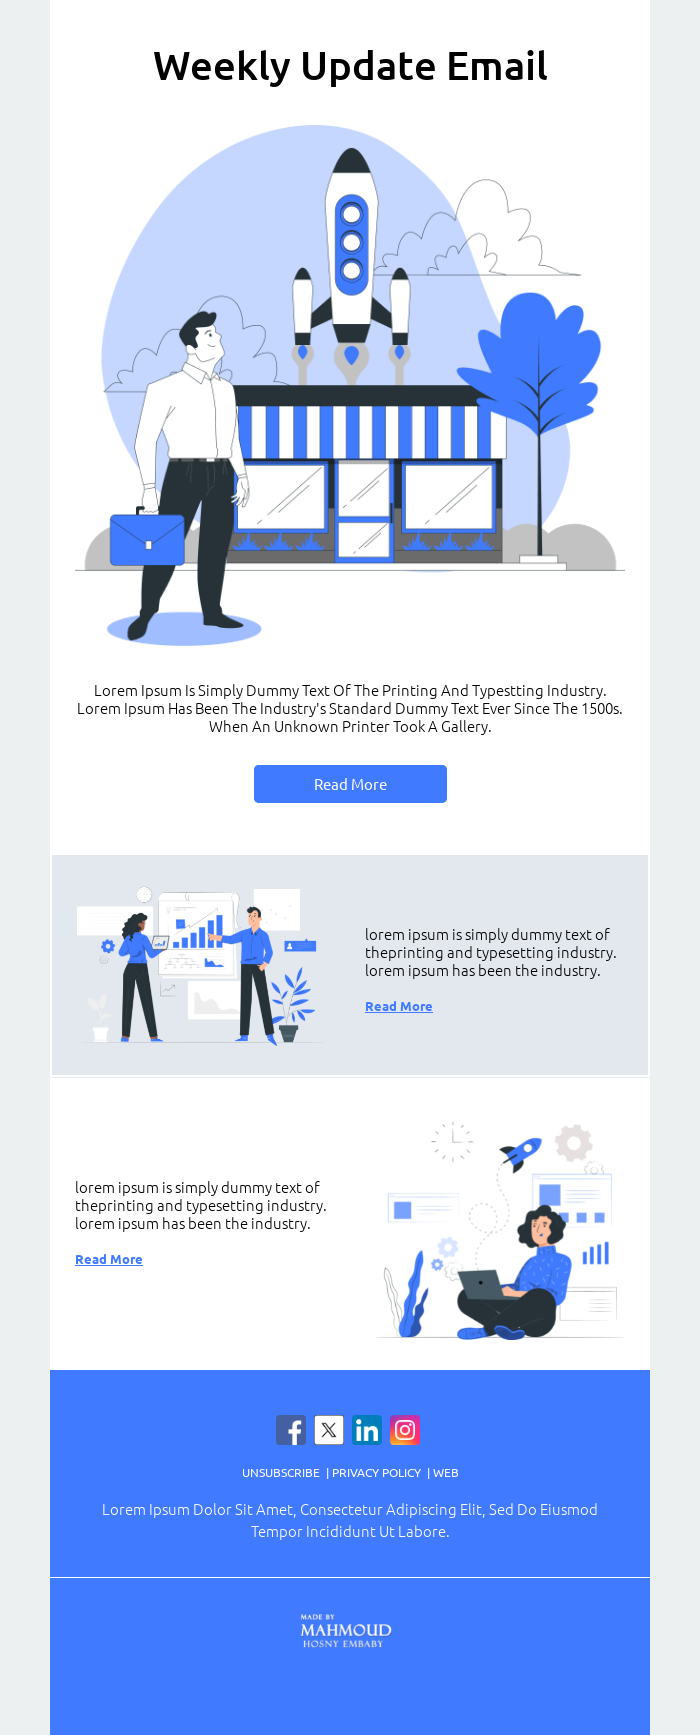 Weekly Update Email
Lorem Ipsum Is Simply Dummy Text Of The Printing And Typestting Industry.
Lorem Ipsum Has Been The Industry's Standard Dummy Text Ever Since The 1500s.
When An Unknown Printer Took A Gallery.
Read More
lorem ipsum is simply dummy text of
theprinting and typesetting industry.
lorem ipsum has been the industry.
Read More
lorem ipsum is simply dummy text of
theprinting and typesetting industry.
lorem ipsum has been the industry.
Read More
UNSUBSCRIBE | PRIVACY POLICY | WEB
Lorem Ipsum Dolor Sit Amet, Consectetur Adipiscing Elit, Sed Do Eiusmod
Tempor Incididunt Ut Labore.
MADE BY
MAHMOUD
HOSNY EMBABY